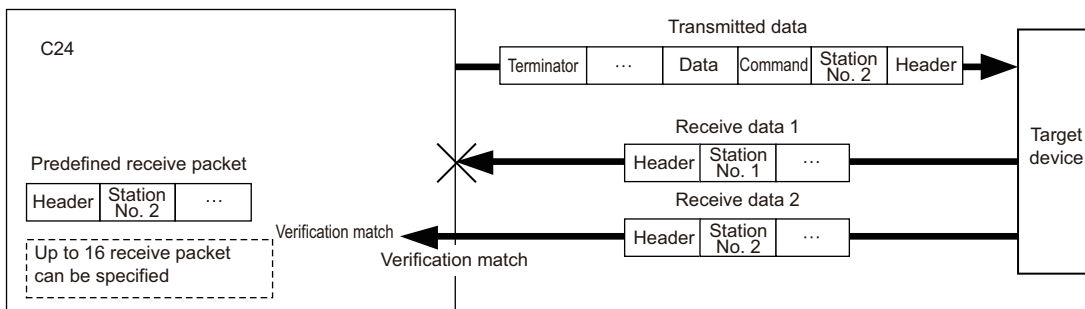 C24
Transmitted data
Terminator
...
Data
Command
Station
No. 2
Header
Target
device
Receive data 1
Header
Station
No. 1
...
Predefined receive packet
Header
Station
No. 2
...
Receive data 2
Header
Station
No. 2
...
Verification match
Verification match
Up to 16 receive packet
can be specified